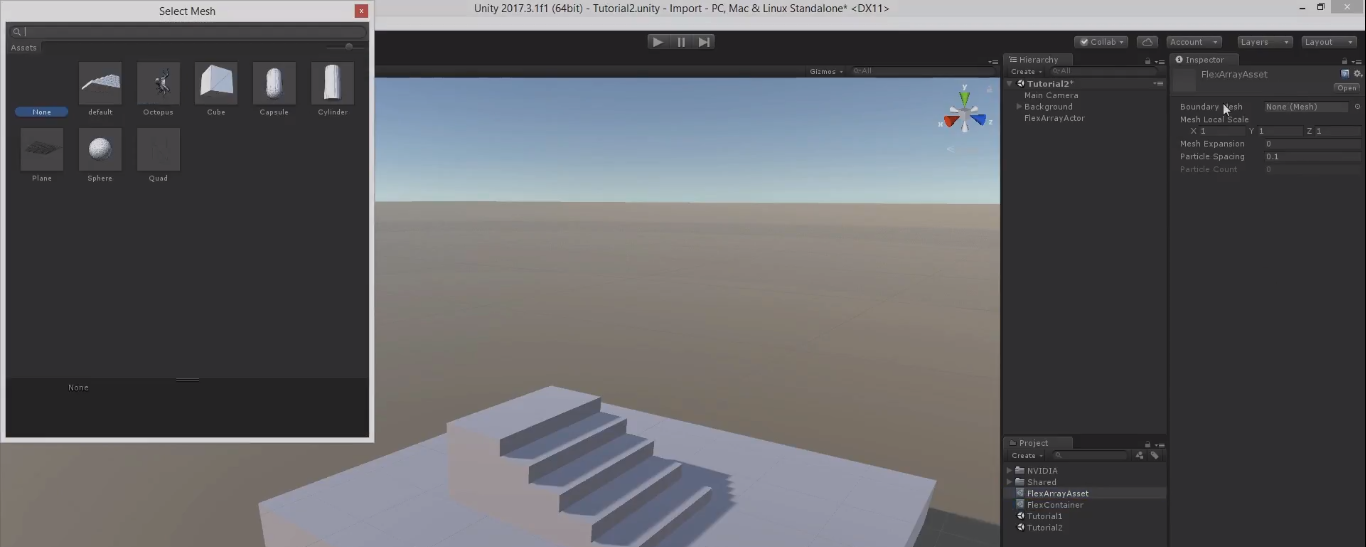 Select Mesh
Unity 2017.3.1f1 (64bit) - Tutorial2.unity - Import - PC, Mac & Linux Standalone* <DX11>
Collab
Account
Layers
Layout
Assets
None
default
Octopus
Cube
Capsule
Cylinder
Plane
Sphere
Quad
None
Gizmos
All
y
Hierarchy
Create
All
Tutorial2*
Main Camera
Background
FlexArrayActor
Inspector
FlexArrayAsset
Open
Boundary Mesh
None (Mesh)
Mesh Local Scale
X 1 Y 1 Z 1
Mesh Expansion 0
Particle Spacing 0.1
Particle Count 0
Project
Create
NVIDIA
Shared
FlexArrayAsset
FlexContainer
Tutorial1
Tutorial2